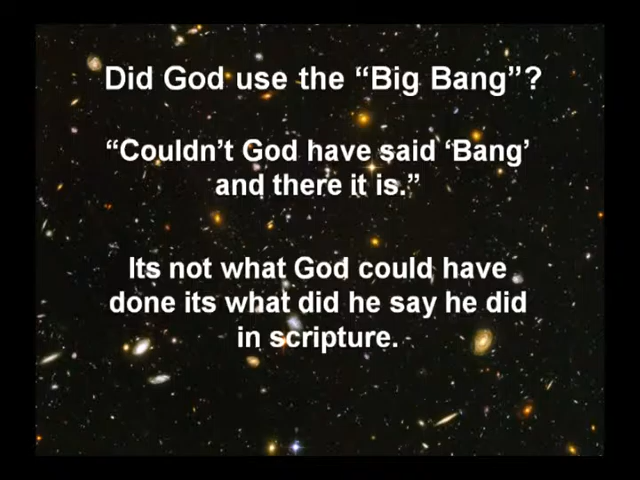 Did God use the “Big Bang”?
“Couldn’t God have said ‘Bang’
and there it is.”
Its not what God could have
done its what did he say he did
in scripture.